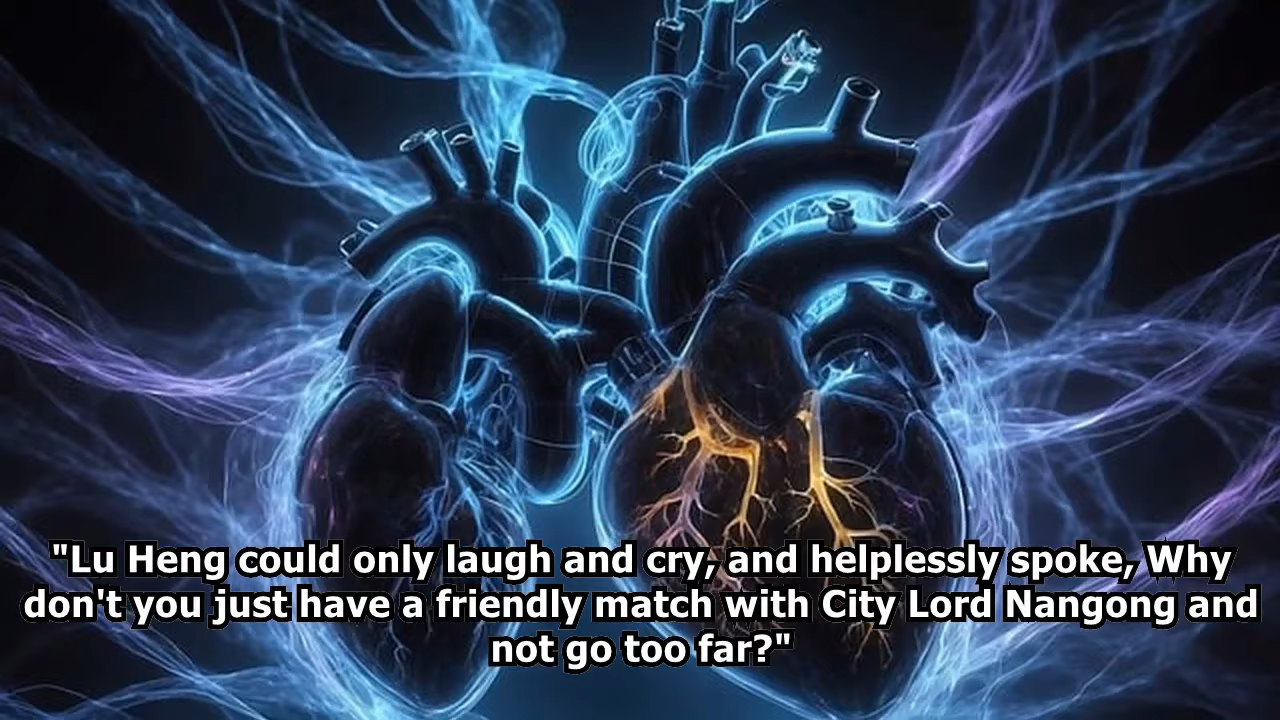 "Lu Heng could only laugh and cry, and helplessly spoke, Why
don't you just have a friendly match with City Lord Nangong and
not go too far?"